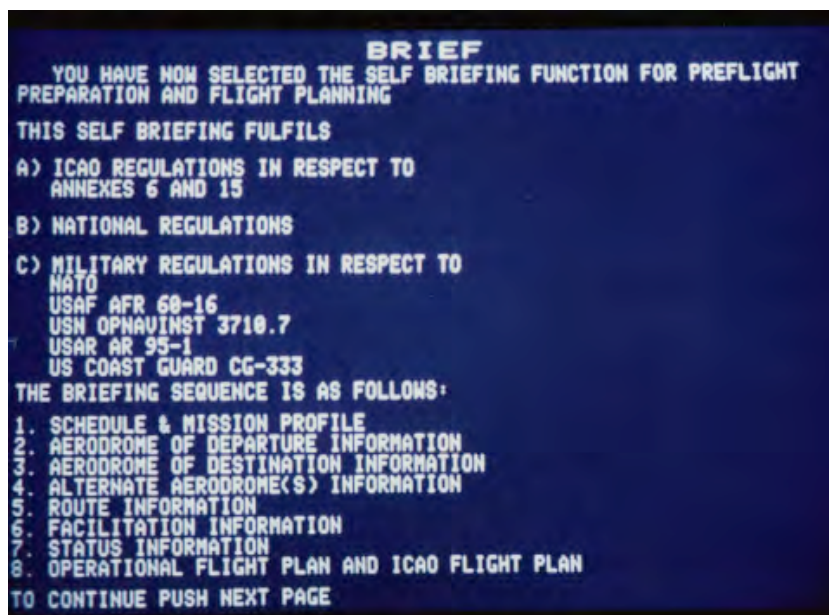 BRIEF
YOU HAVE NOW SELECTED THE SELF BRIEFING FUNCTION FOR PREFLIGHT
PREPARATION AND FLIGHT PLANNING
THIS SELF BRIEFING FULFILS
A) ICAO REGULATIONS IN RESPECT TO
ANNEXES 6 AND 15
B) NATIONAL REGULATIONS
C) MILITARY REGULATIONS IN RESPECT TO
NATO
USAF AFR 60-16
USN OPNAVINST 3710.7
USAR AR 95-1
US COAST GUARD CG-333
THE BRIEFING SEQUENCE IS AS FOLLOWS:
1. SCHEDULE & MISSION PROFILE
2. AERODROME OF DEPARTURE INFORMATION
3. AERODROME OF DESTINATION INFORMATION
4. ALTERNATE AERODROME(S) INFORMATION
5. ROUTE INFORMATION
6. FACILITATION INFORMATION
7. STATUS INFORMATION
8. OPERATIONAL FLIGHT PLAN AND ICAO FLIGHT PLAN
TO CONTINUE PUSH NEXT PAGE